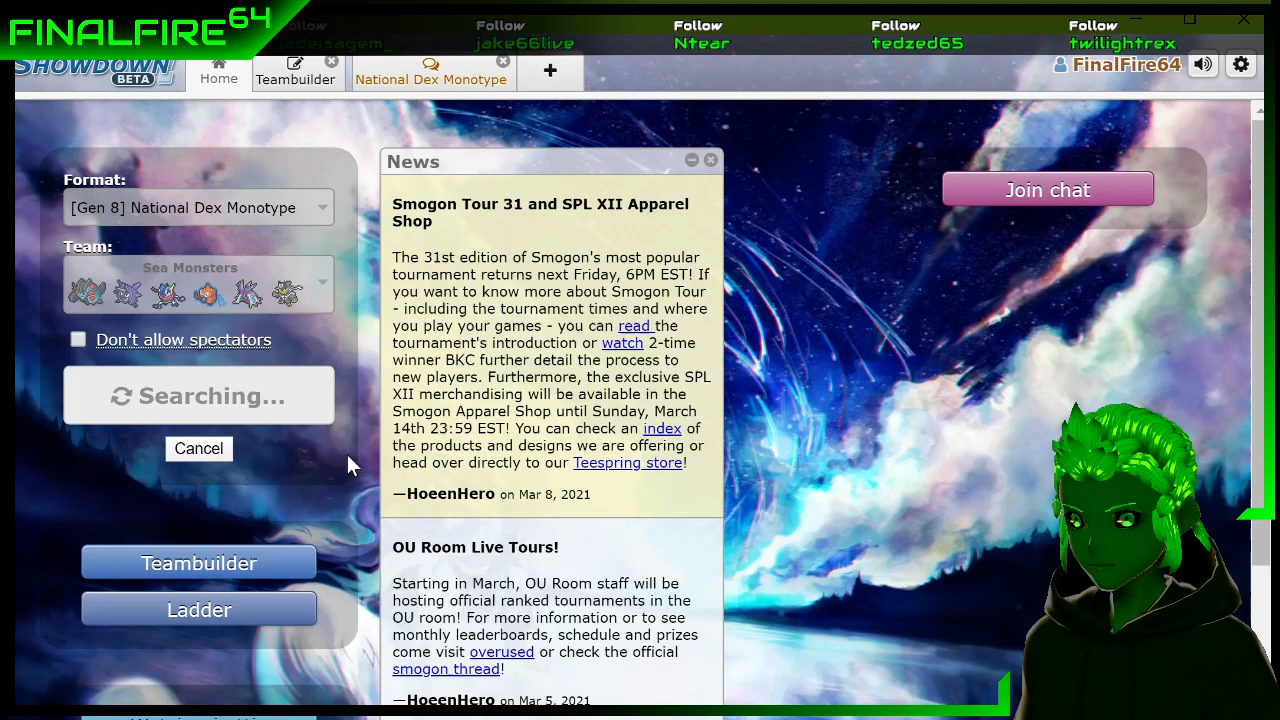 FINALFIRE64
Follow
Follow
Follow
Follow
Follow
jadeisagem_
jake66live
Ntear
tedzed65
twilightrex
SHOWDOWN
BETA
Home
Teambuilder
National Dex Monotype
FinalFire64
Format:
[Gen 8] National Dex Monotype
Team:
Sea Monsters
Don't allow spectators
Searching...
Cancel
Teambuilder
Ladder
News
Smogon Tour 31 and SPL XII Apparel
Shop
The 31st edition of Smogon's most popular
tournament returns next Friday, 6PM EST! If
you want to know more about Smogon Tour
- including the tournament times and where
you play your games - you can read the
tournament's introduction or watch 2-time
winner BKC further detail the process to
new players. Furthermore, the exclusive SPL
XII merchandising will be available in the
Smogon Apparel Shop until Sunday, March
14th 23:59 EST! You can check an index of
the products and designs we are offering or
head over directly to our Teespring store!
—HoeenHero on Mar 8, 2021
OU Room Live Tours!
Starting in March, OU Room staff will be
hosting official ranked tournaments in the
OU room! For more information or to see
monthly leaderboards, schedule and prizes
come visit overused or check the official
smogon thread!
—HoeenHero on Mar 5, 2021
Join chat